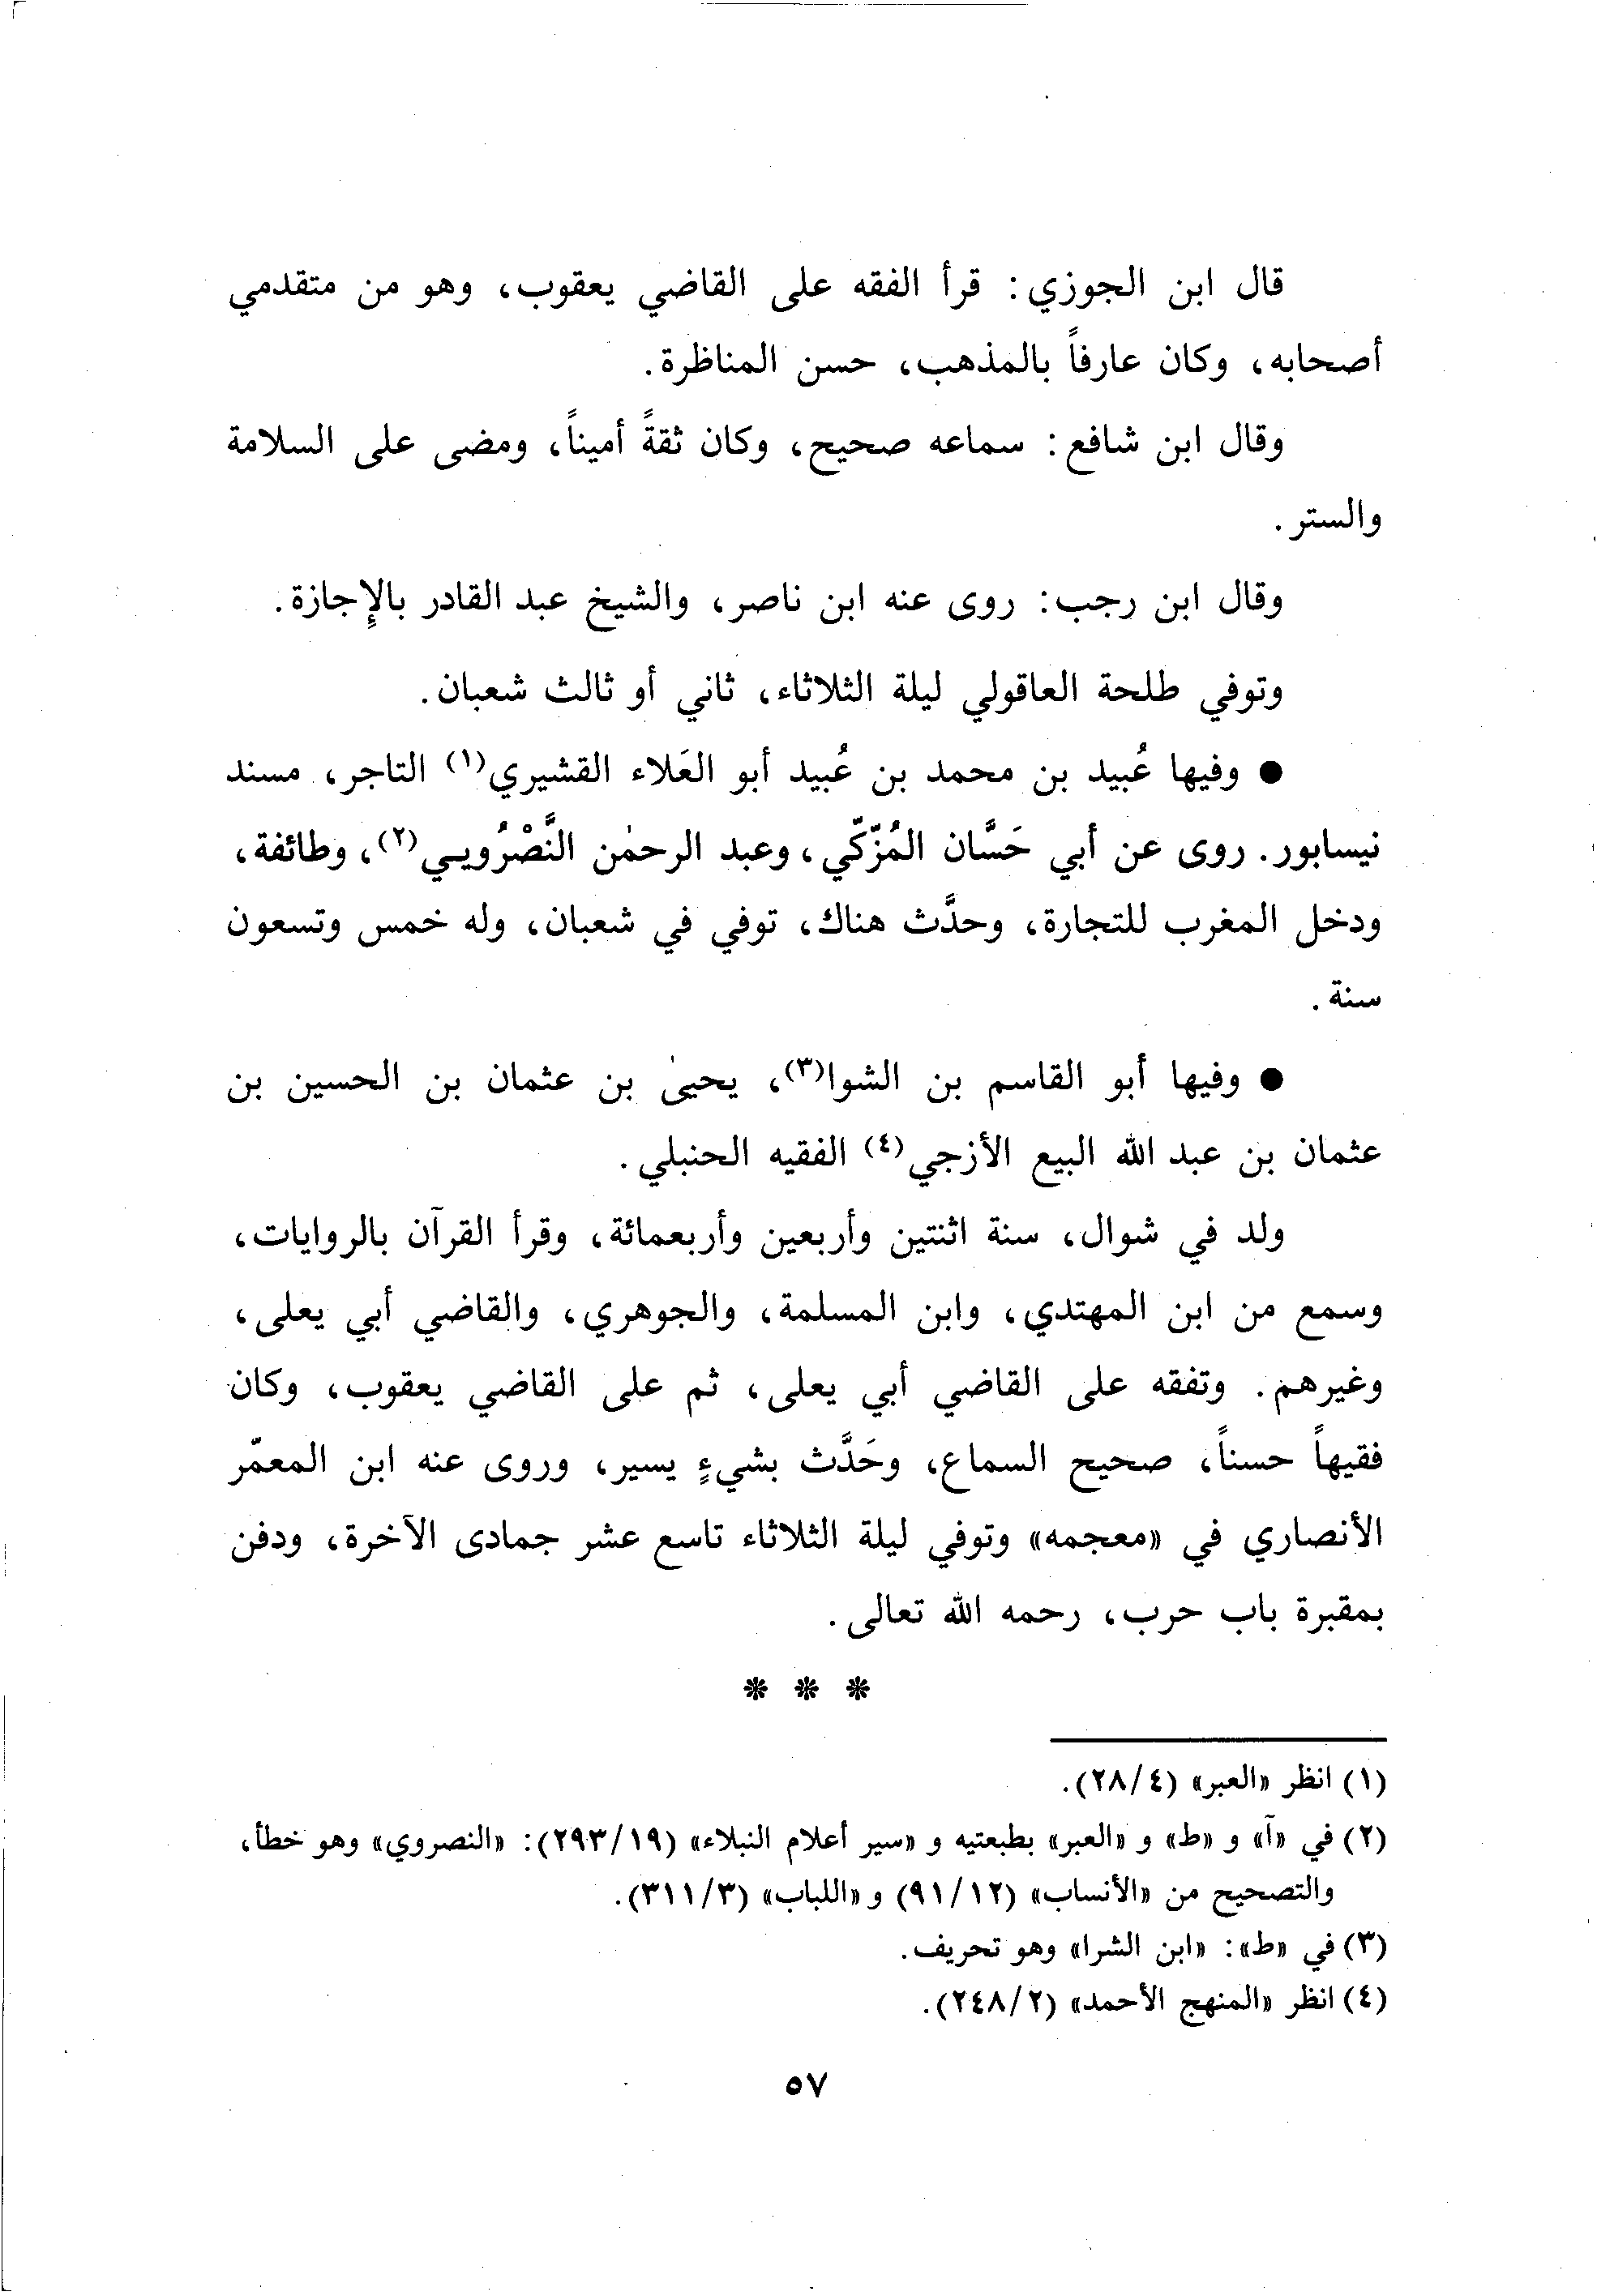 قال ابن الجوزي: قرأ الفقه على القاضي يعقوب، وهو من متقدمي
أصحابه، وكان عارفاً بالمذهب، حسن المناظرة.
وقال ابن شافع: سماعه صحيح، وكان ثقةً أميناً، ومضى على السلامة
والستر.
وقال ابن رجب: روى عنه ابن ناصر، والشيخ عبد القادر بالإِجازة.
وتوفي طلحة العاقولي ليلة الثلاثاء، ثاني أو ثالث شعبان.
● وفيها عُبيد بن محمد بن عُبيد أبو العَلاء القشيري(١) التاجر، مسند
نيسابور. روى عن أبي حَسَّان المُزّكّي، وعبد الرحمٰن النَّصْرُويـي(٢)، وطائفة،
ودخل المغرب للتجارة، وحدَّث هناك، توفي في شعبان، وله خمس وتسعون
سنة.
● وفيها أبو القاسم بن الشوا(٣)، يحيىٰ بن عثمان بن الحسين بن
عثمان بن عبد الله البيع الأزجي(٤) الفقيه الحنبلي.
ولد في شوال، سنة اثنتين وأربعين وأربعمائة، وقرأ القرآن بالروايات،
وسمع من ابن المهتدي، وابن المسلمة، والجوهري، والقاضي أبي يعلى،
وغيرهم. وتفقه على القاضي أبي يعلى، ثم على القاضي يعقوب، وكان
فقيهاً حسناً، صحيح السماع، وحَدَّث بشيءٍ يسير، وروى عنه ابن المعمّر
الأنصاري في «معجمه» وتوفي ليلة الثلاثاء تاسع عشر جمادى الآخرة، ودفن
بمقبرة باب حرب، رحمه الله تعالى.
* * *
(١) انظر «العبر» (٢٨/٤).
(٢) في «آ» و «ط» و «العبر» بطبعتيه و «سير أعلام النبلاء» (٢٩٣/١٩): «النصروي» وهو خطأ،
والتصحيح من «الأنساب» (٩١/١٢) و «اللباب» (٣١١/٣).
(٣) في «ط»: «ابن الشرا» وهو تحريف.
(٤) انظر «المنهج الأحمد» (٢٤٨/٢).
٥٧